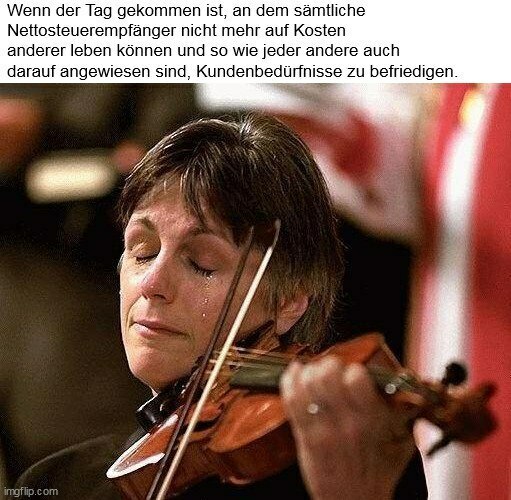 Wenn der Tag gekommen ist, an dem sämtliche
Nettosteuerempfänger nicht mehr auf Kosten
anderer leben können und so wie jeder andere auch
darauf angewiesen sind, Kundenbedürfnisse zu befriedigen.
imgflip.com